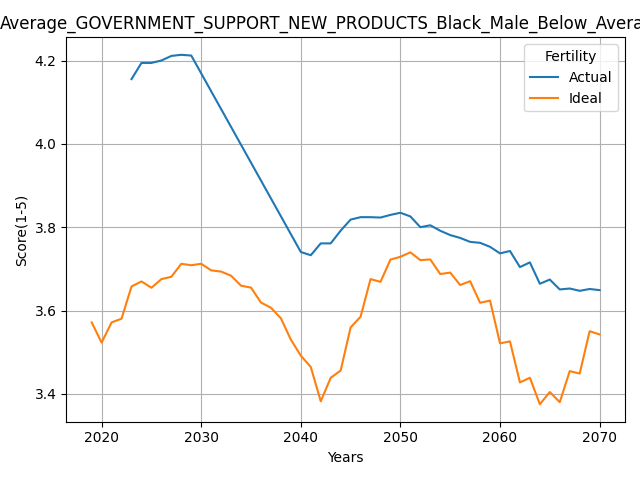 Average_GOVERNMENT_SUPPORT_NEW_PRODUCTS_Black_Male_Below_Avera
Fertility
Actual
Ideal
Score(1-5)
4.2
4.0
3.8
3.6
3.4
2020 2030 2040 2050 2060 2070
Years